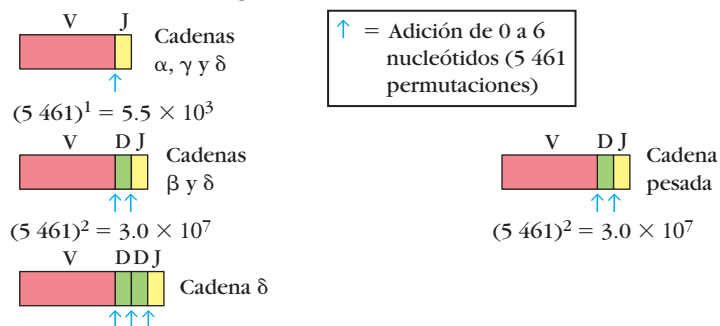 V J
Cadenas
α, γ y δ
(5 461)¹ = 5.5 × 10³
↑ = Adición de 0 a 6
nucleótidos (5 461
permutaciones)
V D J
Cadenas
β y δ
(5 461)² = 3.0 × 10⁷
V D J
Cadena
pesada
(5 461)² = 3.0 × 10⁷
V D D J
Cadena δ